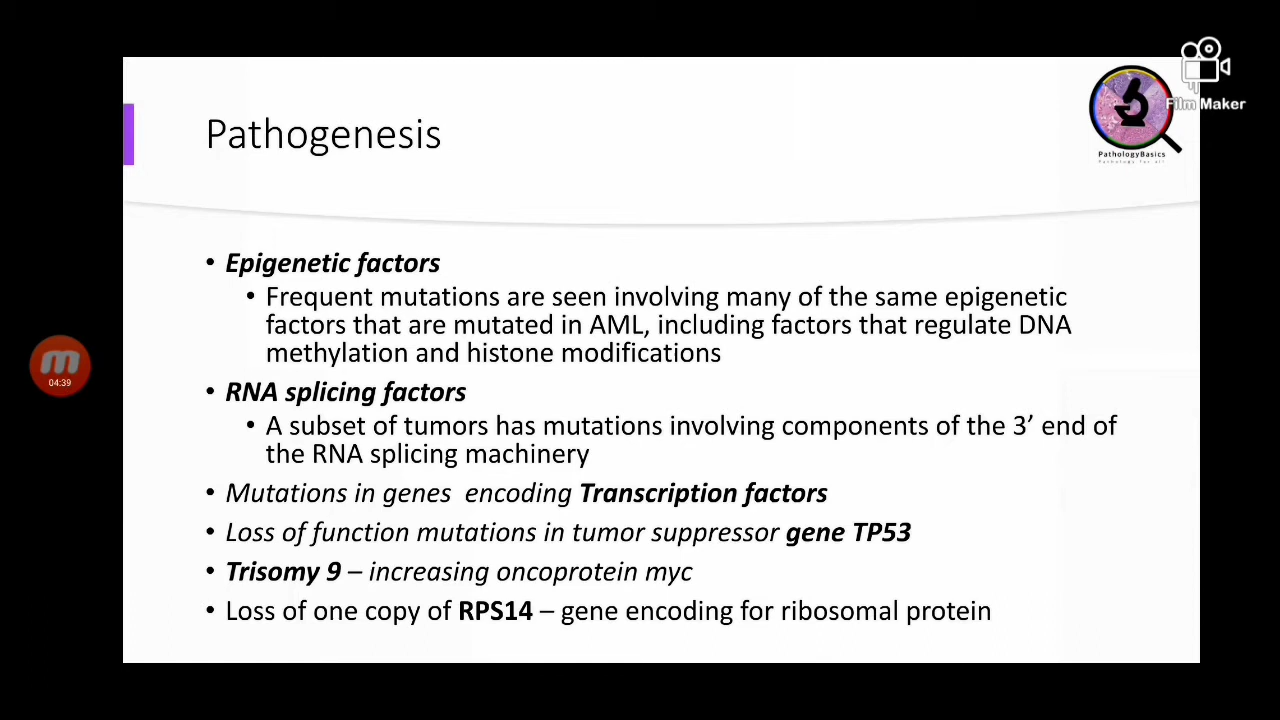 Film Maker
PathologyBasics
Pathology for all
Pathogenesis
• Epigenetic factors
• Frequent mutations are seen involving many of the same epigenetic
factors that are mutated in AML, including factors that regulate DNA
methylation and histone modifications
• RNA splicing factors
• A subset of tumors has mutations involving components of the 3’ end of
the RNA splicing machinery
• Mutations in genes encoding Transcription factors
• Loss of function mutations in tumor suppressor gene TP53
• Trisomy 9 – increasing oncoprotein myc
• Loss of one copy of RPS14 – gene encoding for ribosomal protein
m
04:39